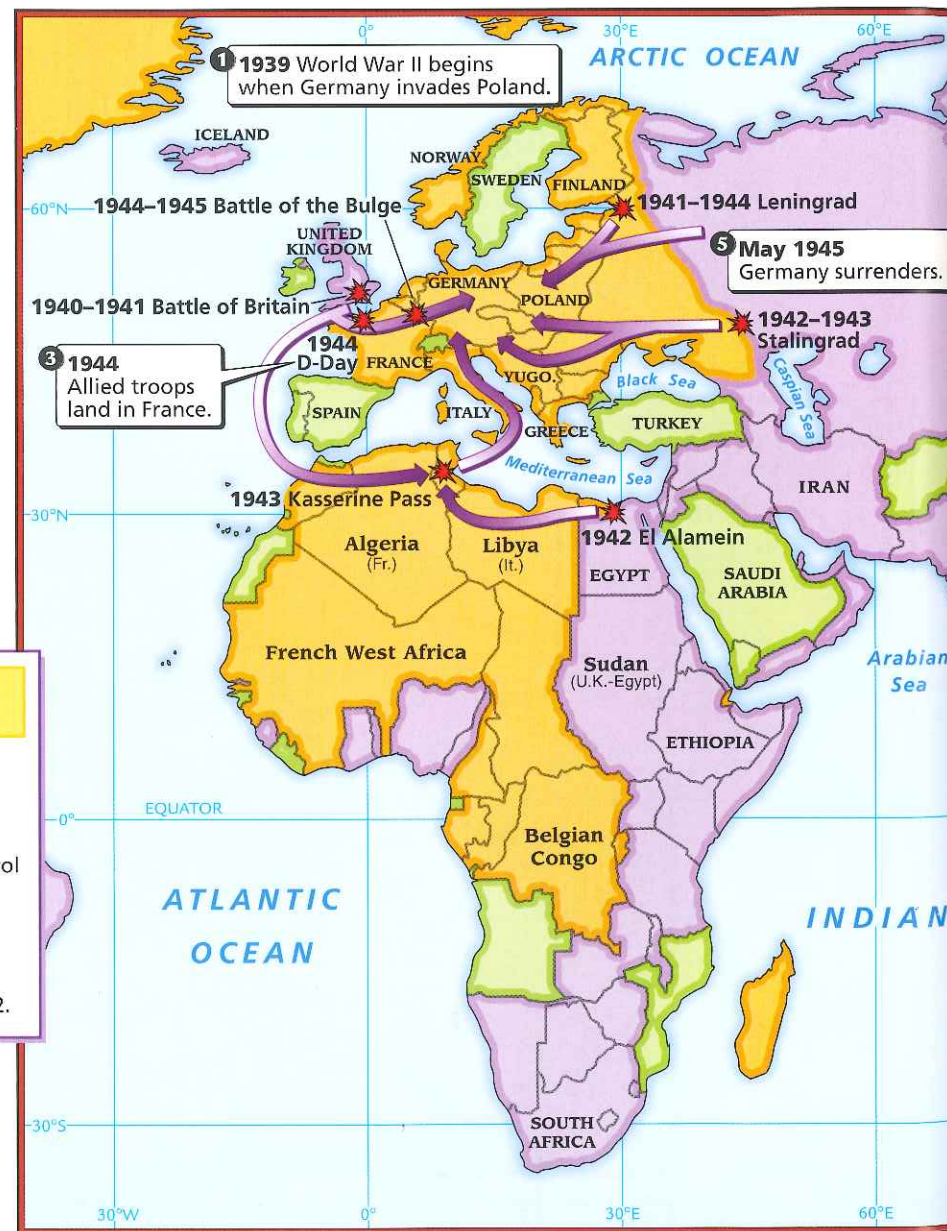 0°
30°E
60°E
ARCTIC OCEAN
1 1939 World War II begins
when Germany invades Poland.
ICELAND
NORWAY
SWEDEN
FINLAND
60°N
1944–1945 Battle of the Bulge
1941–1944 Leningrad
UNITED
KINGDOM
5 May 1945
Germany surrenders.
GERMANY
POLAND
1940–1941 Battle of Britain
1942–1943
Stalingrad
1944
D-Day
3 1944
Allied troops
land in France.
FRANCE
YUGO.
Black Sea
Caspian Sea
SPAIN
ITALY
GREECE
TURKEY
Mediterranean Sea
IRAN
1943 Kasserine Pass
30°N
1942 El Alamein
Algeria
(Fr.)
Libya
(It.)
EGYPT
SAUDI
ARABIA
French West Africa
Sudan
(U.K.-Egypt)
Arabian
Sea
ETHIOPIA
EQUATOR
0°
Belgian
Congo
rol
ATLANTIC
OCEAN
INDIAN
2.
30°S
SOUTH
AFRICA
30°W
0°
30°E
60°E